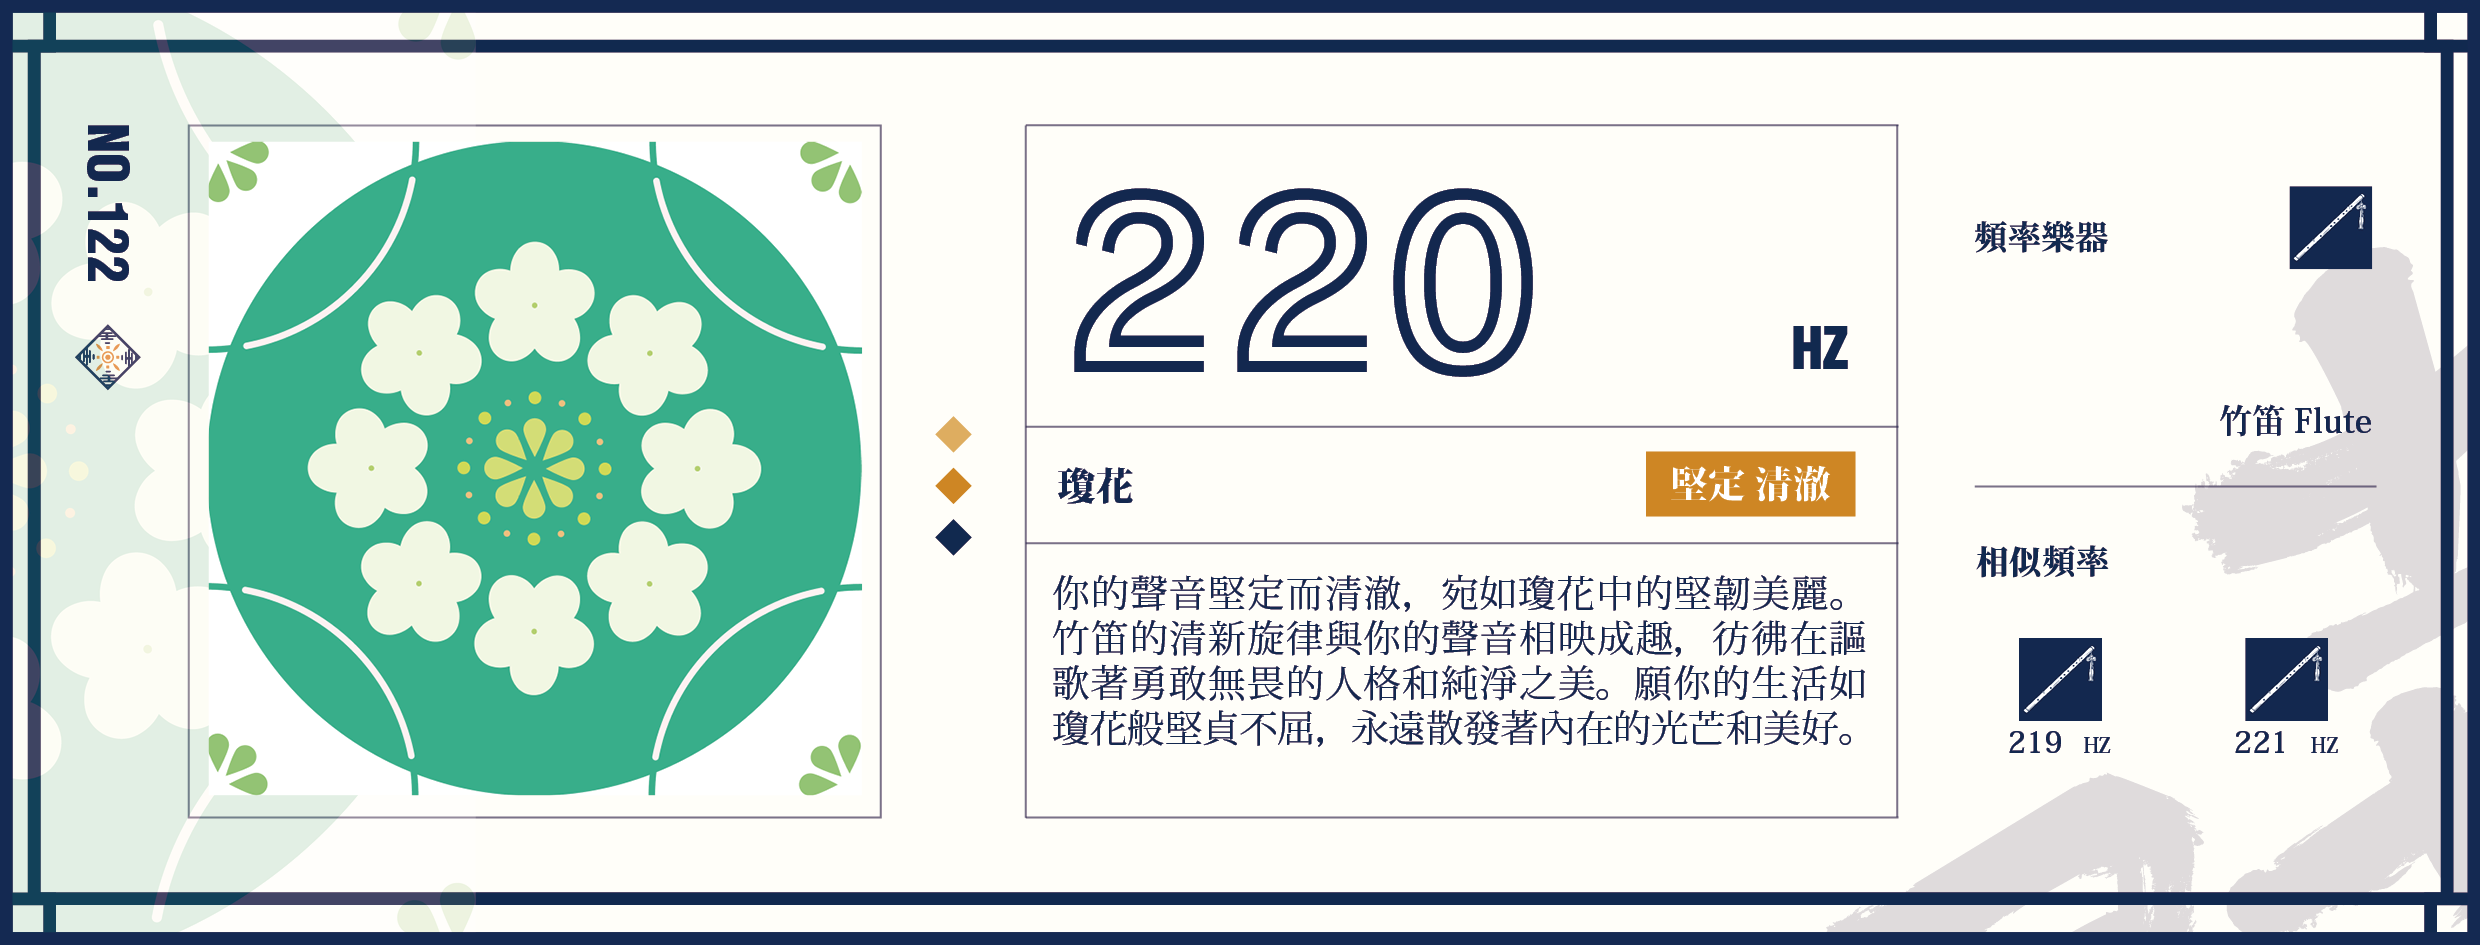 NO.122
220
HZ
瓊花
堅定 清澈
你的聲音堅定而清澈，宛如瓊花中的堅韌美麗。
竹笛的清新旋律與你的聲音相映成趣，彷彿在謳
歌著勇敢無畏的人格和純淨之美。願你的生活如
瓊花般堅貞不屈，永遠散發著內在的光芒和美好。
頻率樂器
竹笛 Flute
相似頻率
219 HZ
221 HZ